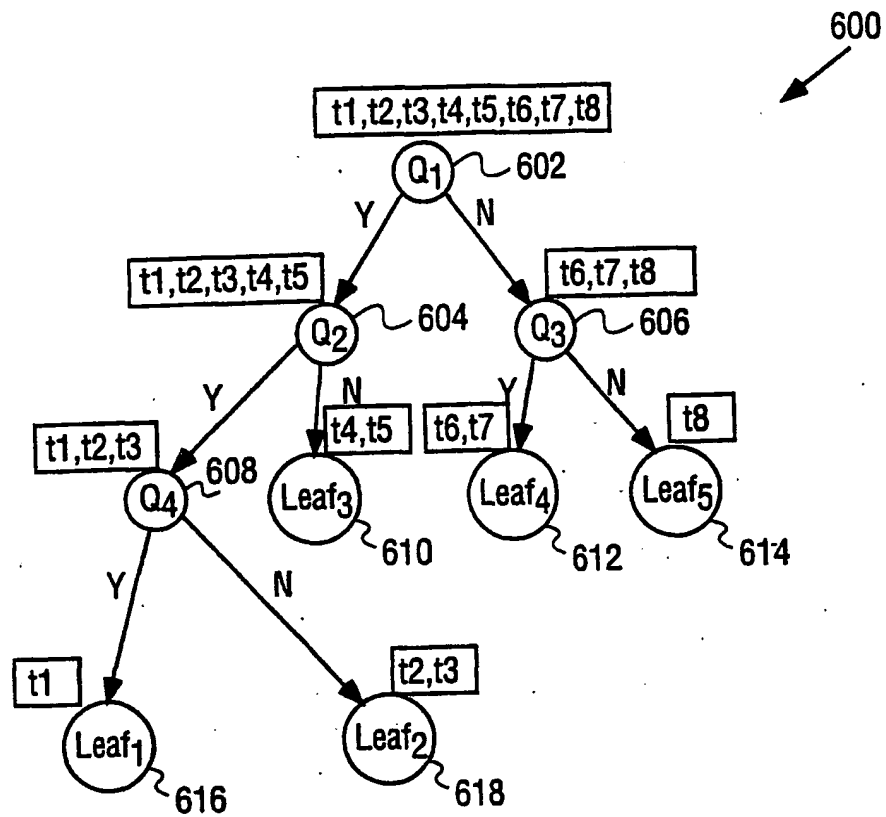 600
t1,t2,t3,t4,t5,t6,t7,t8
Q1
602
Y
N
t1,t2,t3,t4,t5
t6,t7,t8
Q2
604
Q3
606
Y
N
Y
N
t1,t2,t3
t4,t5
t6,t7
t8
Q4
608
Leaf3
610
Leaf4
612
Leaf5
614
Y
N
t1
t2,t3
Leaf1
616
Leaf2
618